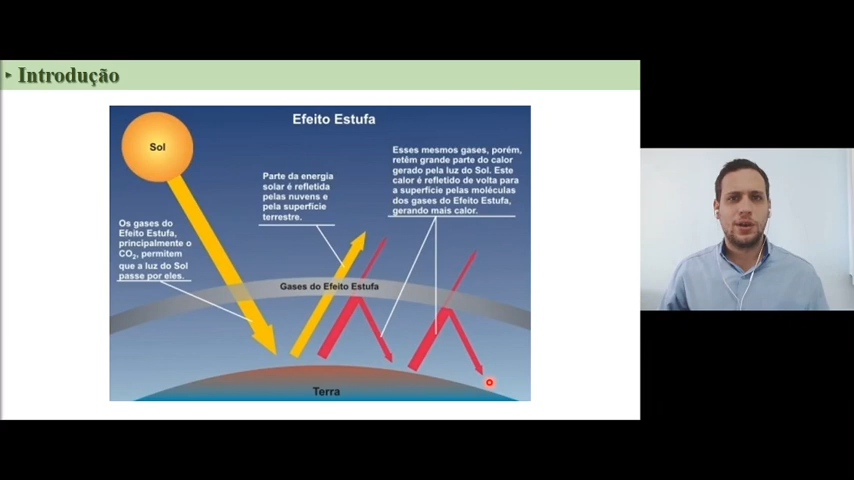 Introdução
Efeito Estufa
Sol
Os gases do
Efeito Estufa,
principalmente o
CO₂, permitem
que a luz do Sol
passe por eles.
Parte da energia
solar é refletida
pelas nuvens e
pela superfície
terrestre.
Esses mesmos gases, porém,
retêm grande parte do calor
gerado pela luz do Sol. Este
calor é refletido de volta para
a superfície pelas moléculas
dos gases do Efeito Estufa,
gerando mais calor.
Gases do Efeito Estufa
Terra